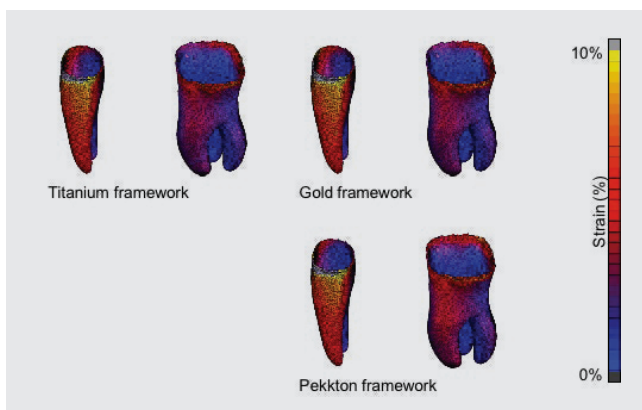 10%
Titanium framework
Gold framework
Strain (%)
Pekkton framework
0%